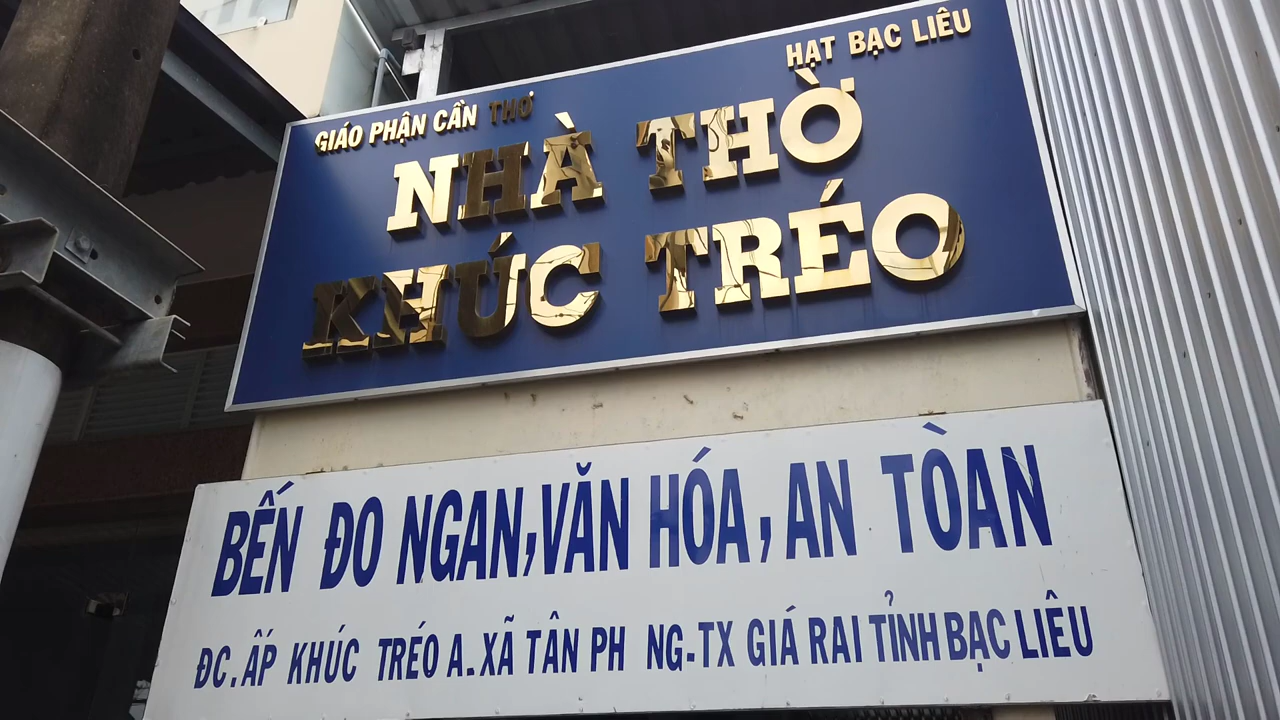 GIÁO PHẬN CẦN THƠ
HẠT BẠC LIÊU
NHÀ THỜ
KHÚC TRÉO
BẾN ĐO NGAN,VĂN HÓA, AN TÒAN
ĐC. ẤP KHÚC TRÉO A.XÃ TÂN PH NG-TX GIÁ RAI TỈNH BẠC LIÊU